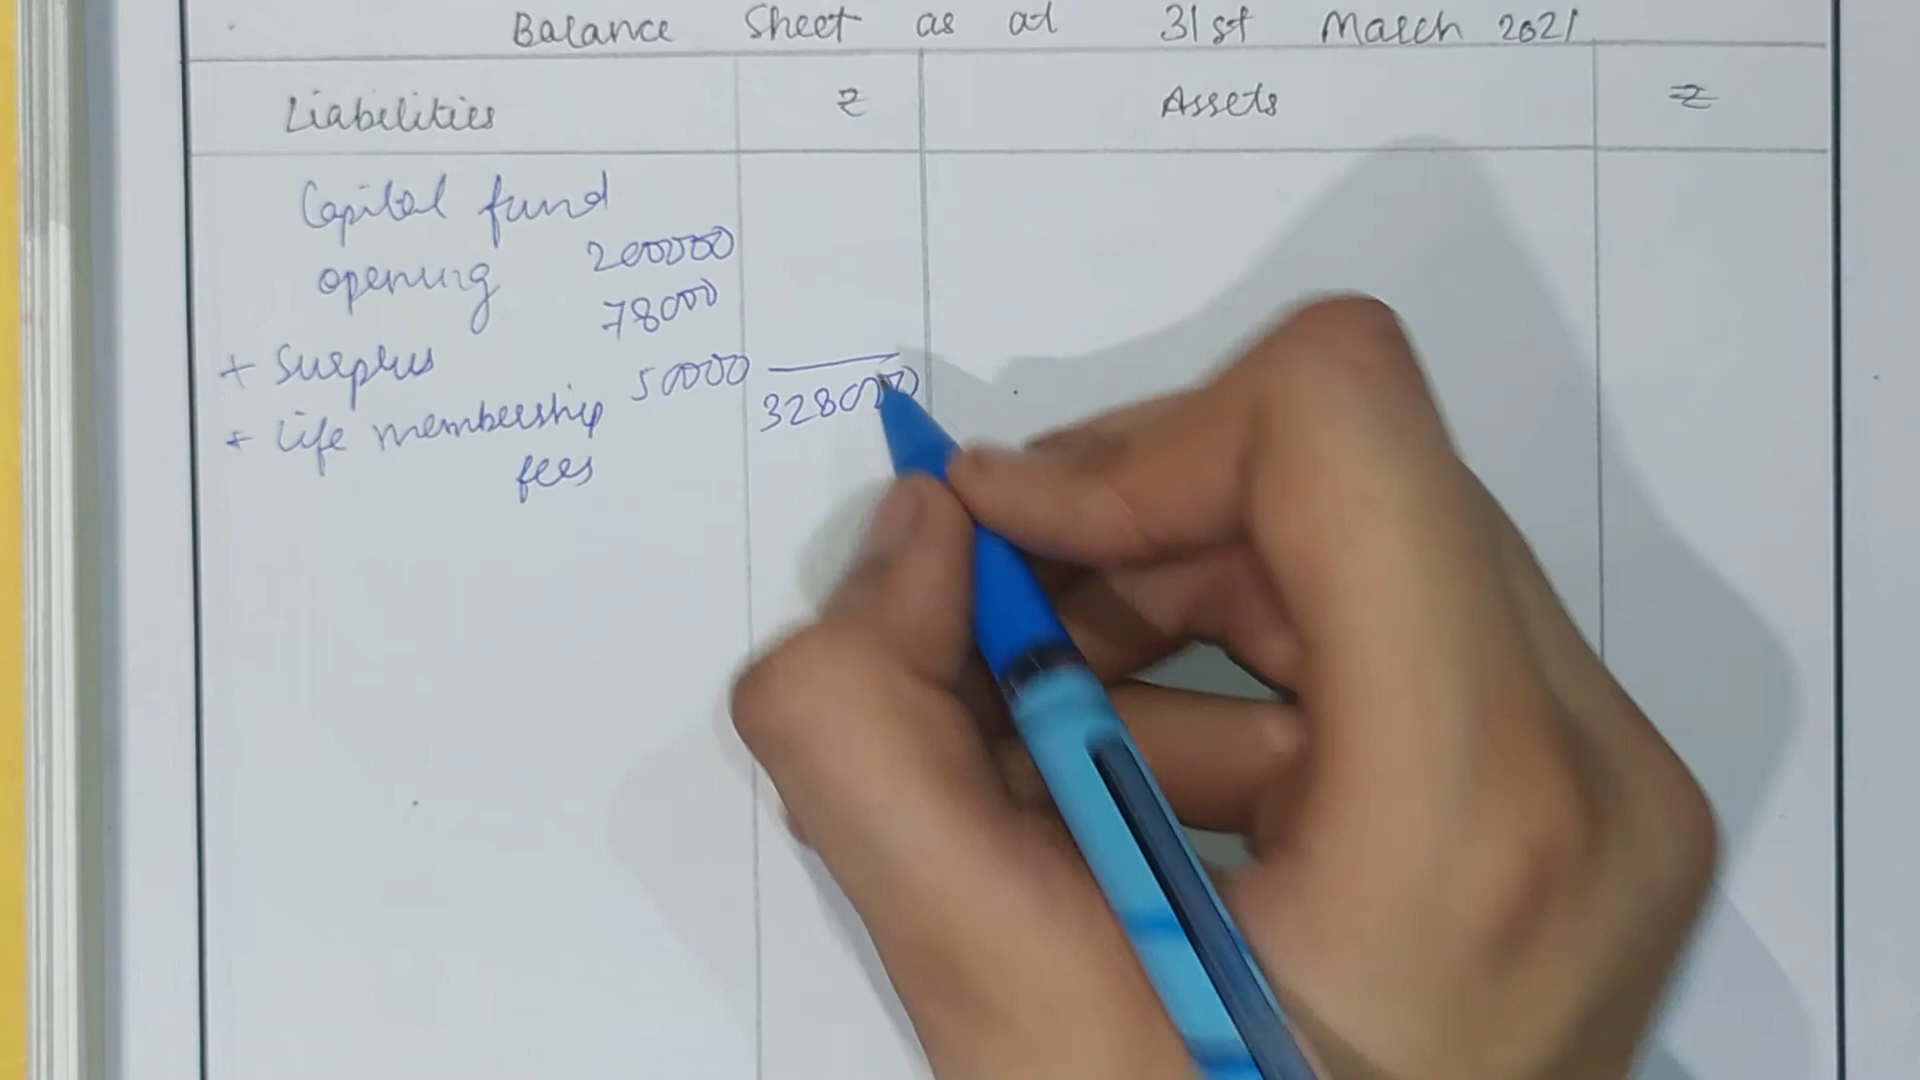 Balance Sheet as at 31st March 2021
Liabilities ₹ Assets ₹
Capital fund
opening 200000
+ Surplus 78000
+ Life membership 50000 328000
fees